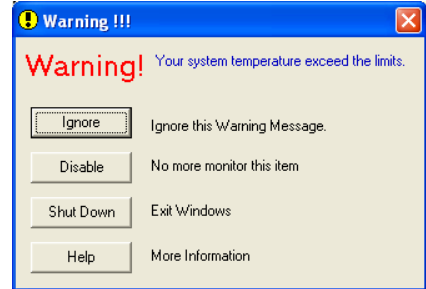 Warning !!!
Warning! Your system temperature exceed the limits.
Ignore Ignore this Warning Message.
Disable No more monitor this item
Shut Down Exit Windows
Help More Information